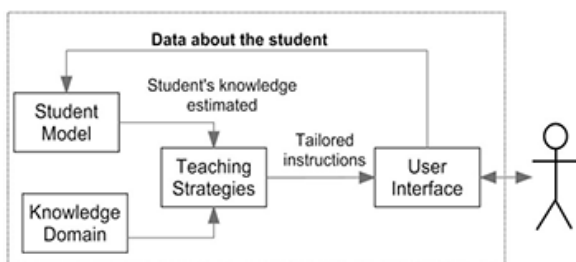 Data about the student
Student's knowledge
estimated
Student
Model
Tailored
instructions
Teaching
Strategies
User
Interface
Knowledge
Domain